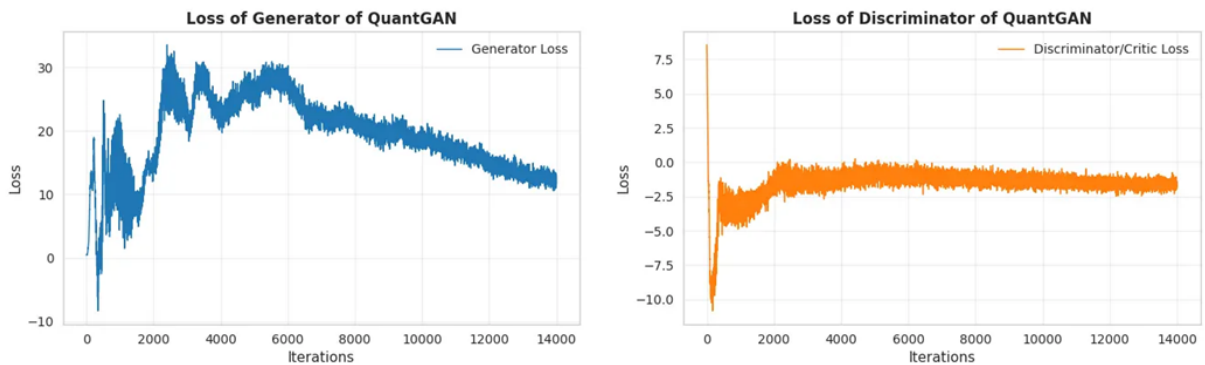 Loss of Generator of QuantGAN
Generator Loss
30
20
10
0
−10
Loss
0 2000 4000 6000 8000 10000 12000 14000
Iterations
Loss of Discriminator of QuantGAN
Discriminator/Critic Loss
7.5
5.0
2.5
0.0
−2.5
−5.0
−7.5
−10.0
Loss
0 2000 4000 6000 8000 10000 12000 14000
Iterations